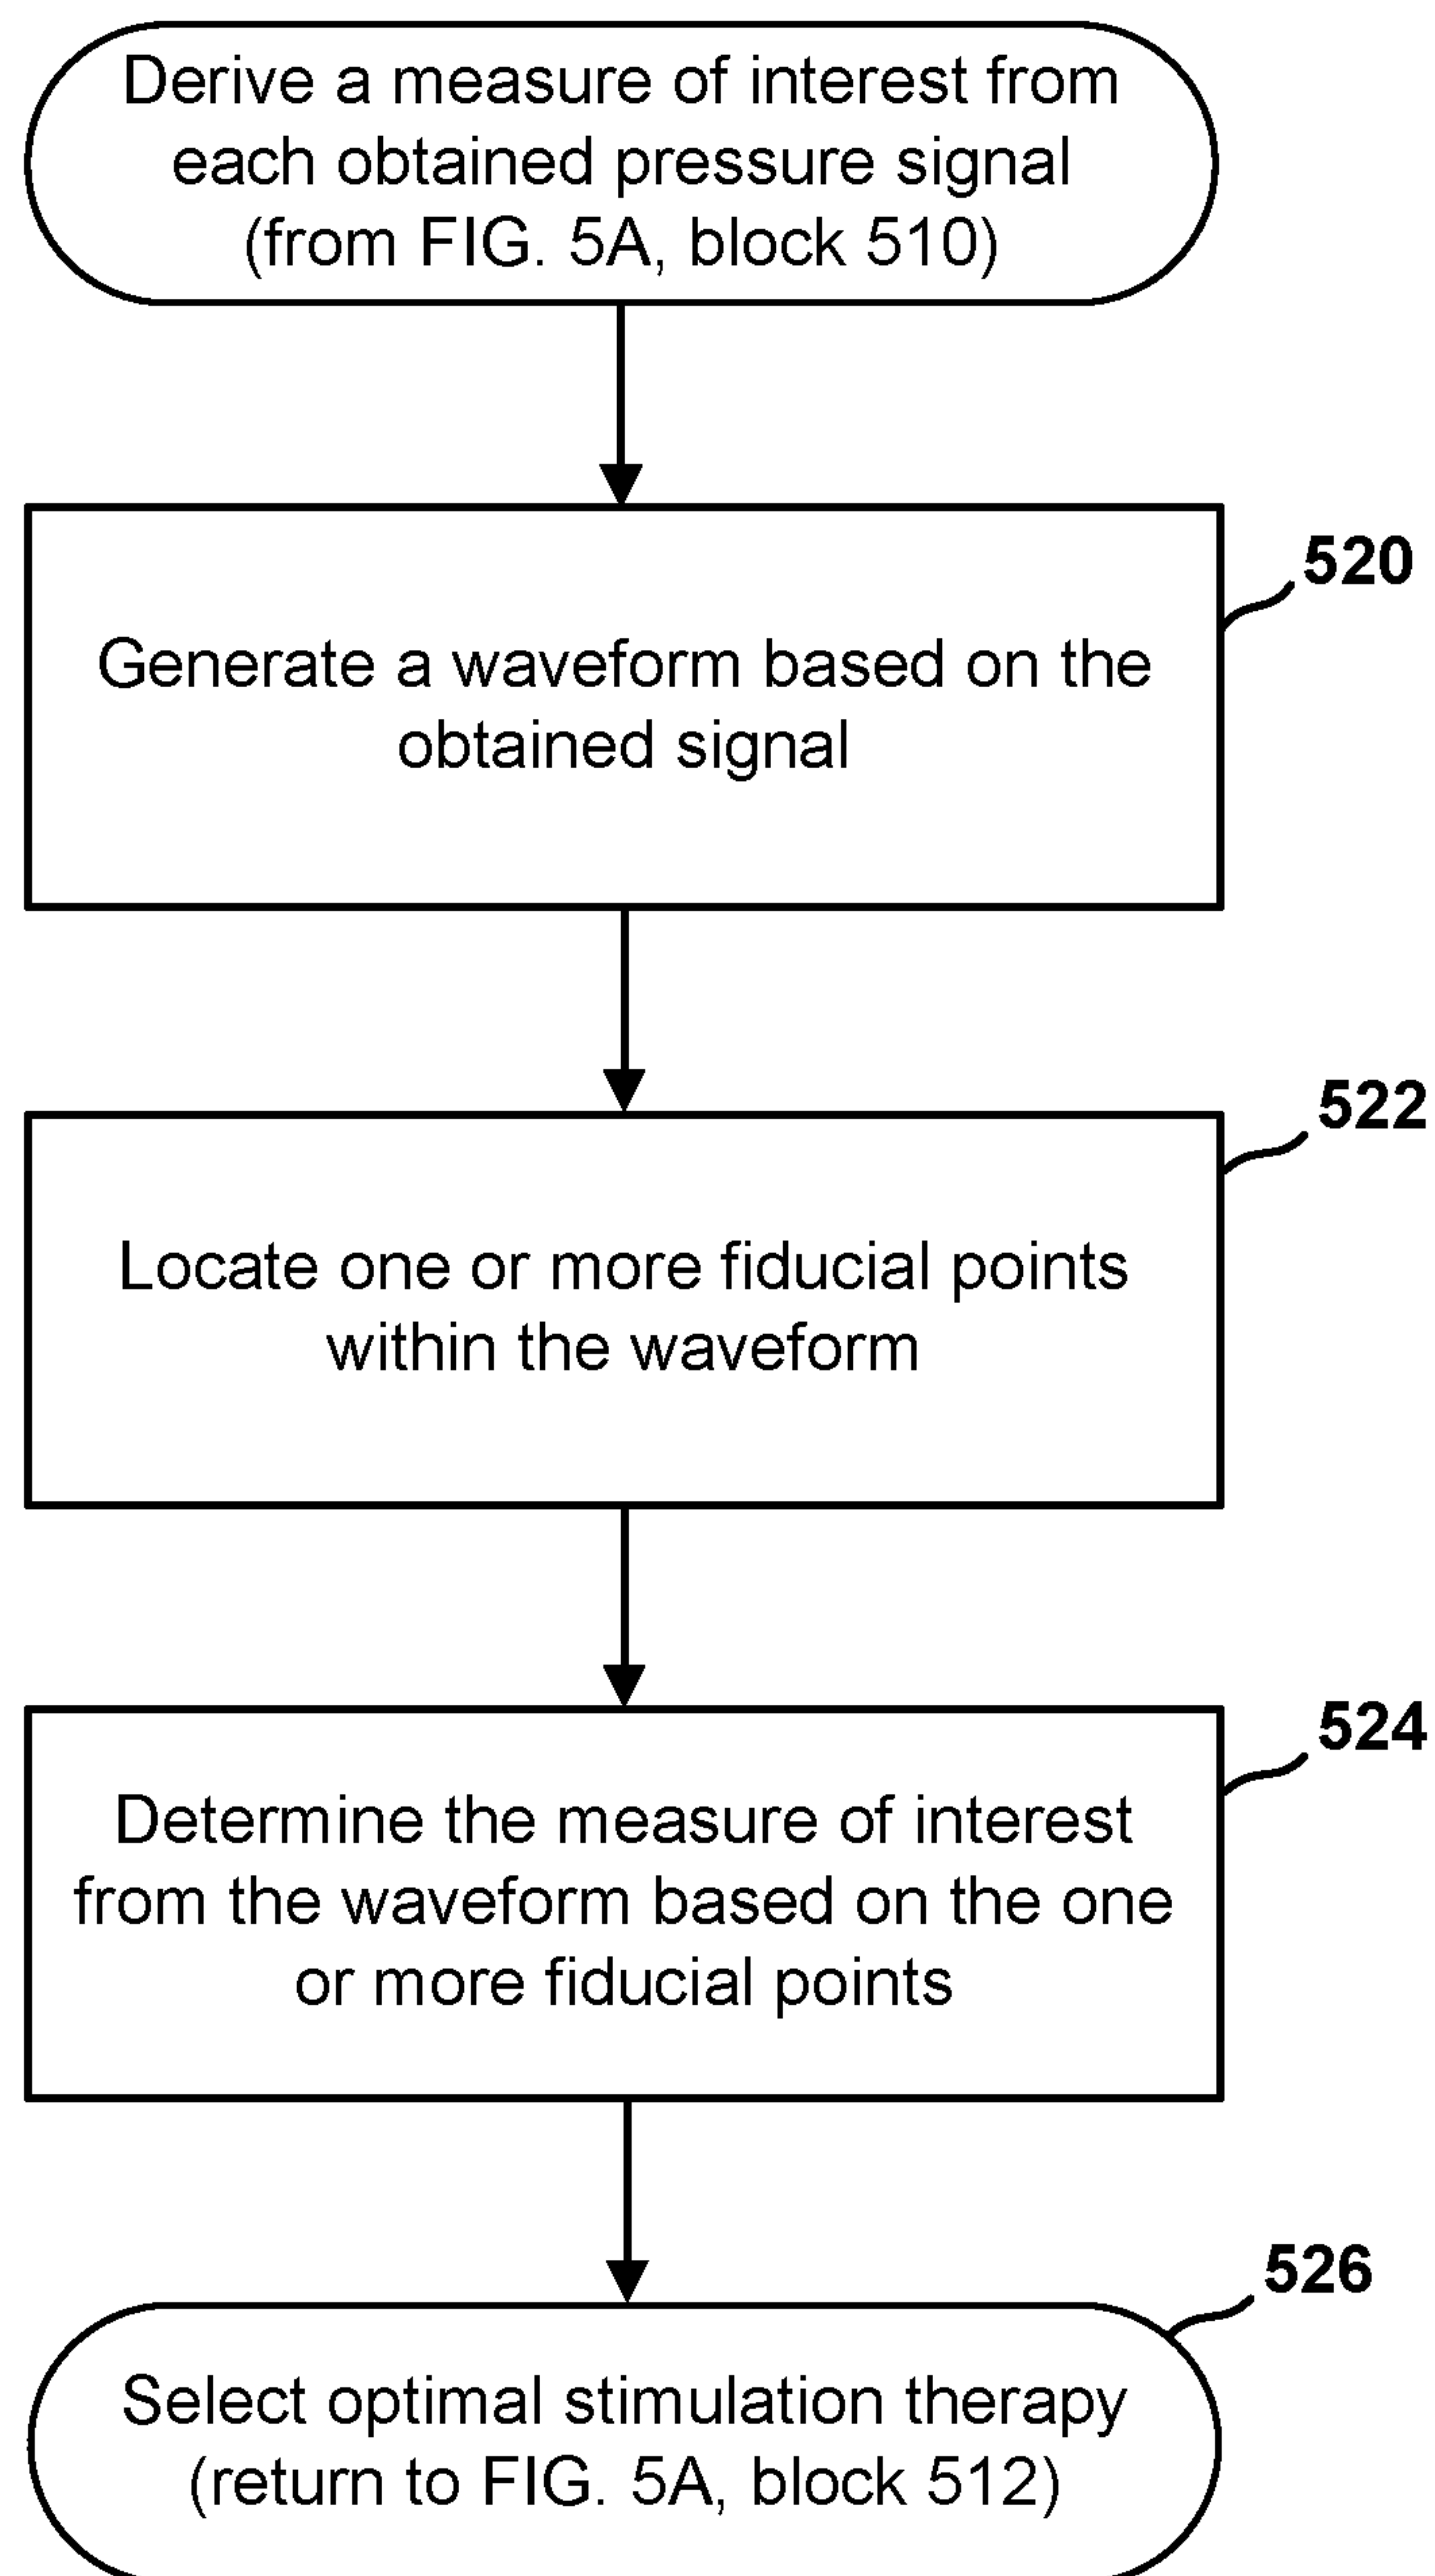 Derive a measure of interest from
each obtained pressure signal
(from FIG. 5A, block 510)
520
Generate a waveform based on the
obtained signal
522
Locate one or more fiducial points
within the waveform
524
Determine the measure of interest
from the waveform based on the one
or more fiducial points
526
Select optimal stimulation therapy
(return to FIG. 5A, block 512)